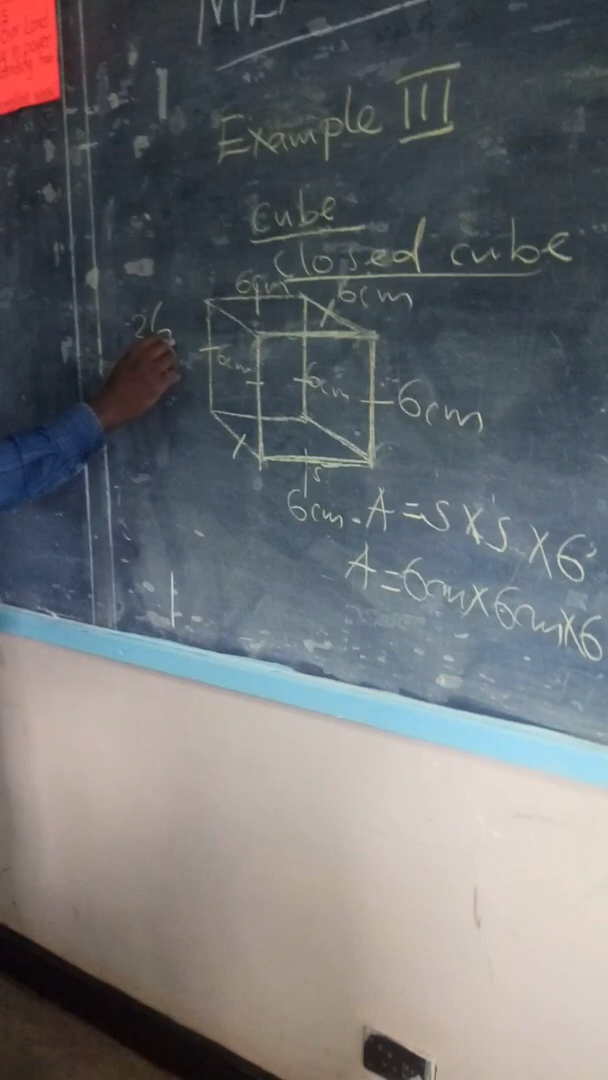 Example III
cube
closed cube
6cm 6cm
6cm 6cm 6cm
6cm. A = S X S X 6
A = 6cm X 6cm X 6